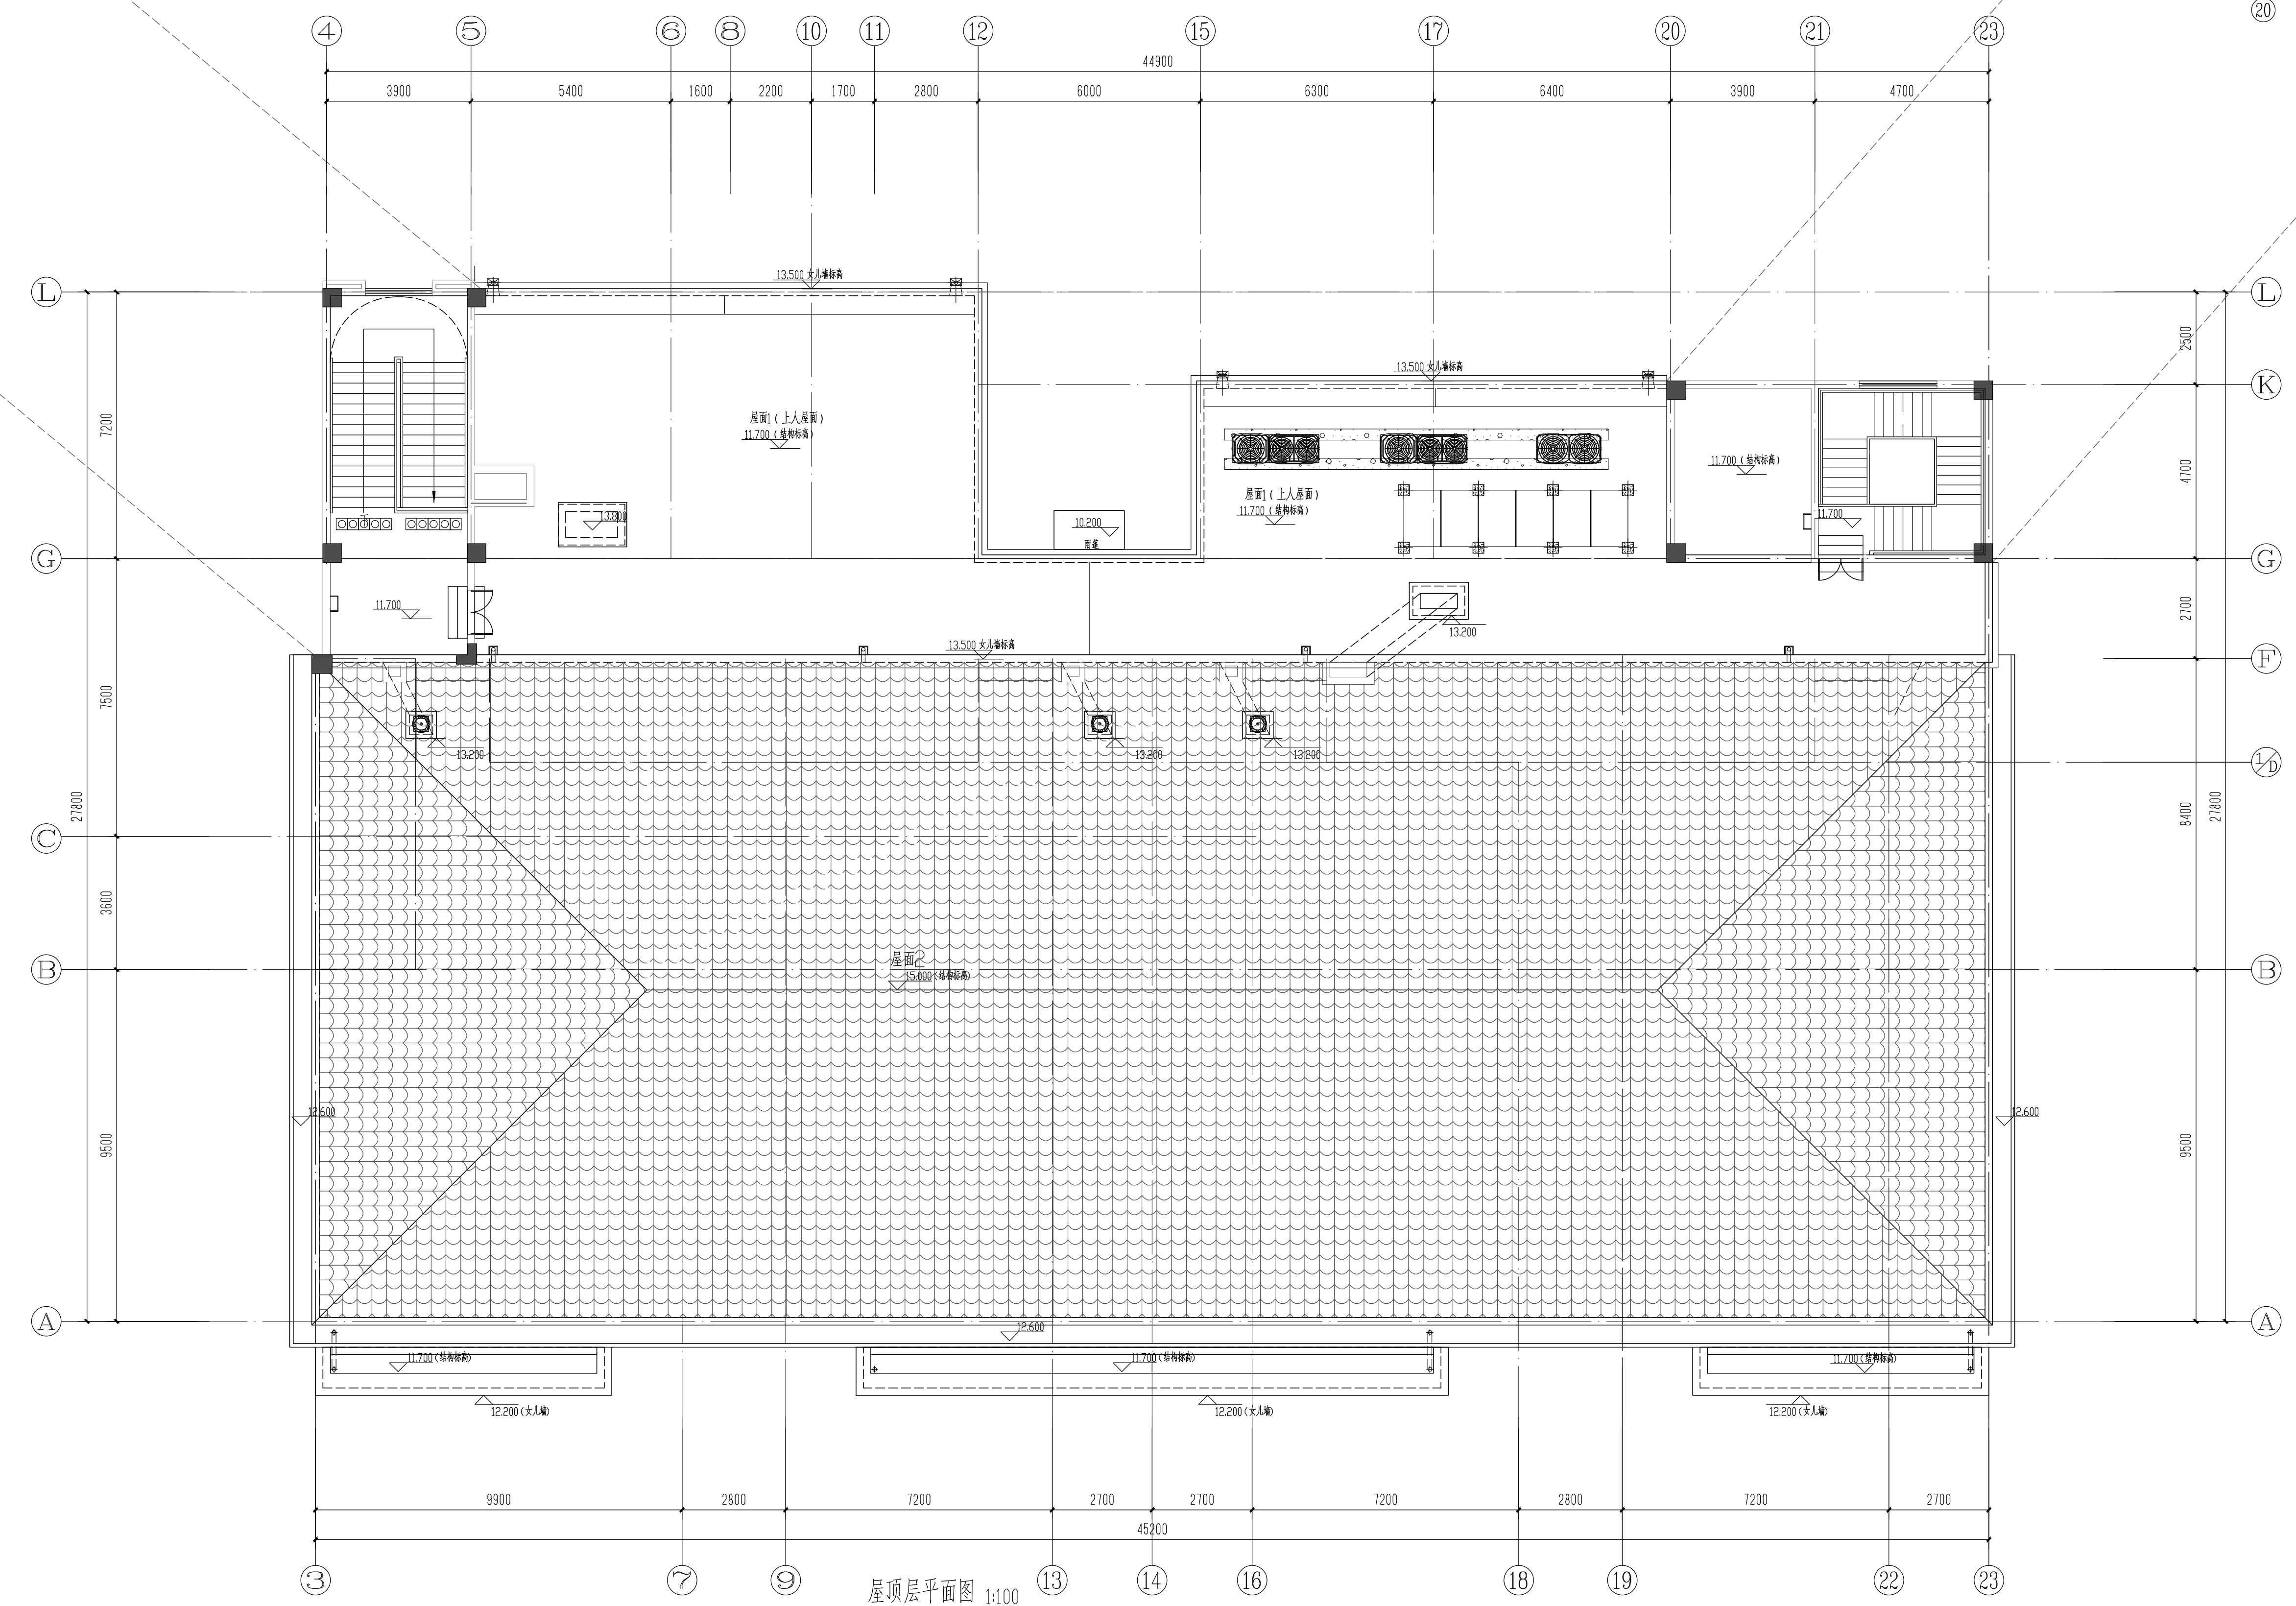 20
4 5 6 8 10 11 12 15 17 20 21 23
44900
3900 5400 1600 2200 1700 2800 6000 6300 6400 3900 4700
13.500 女儿墙标高
L L
2500
13.500 女儿墙标高
K
屋面1（上人屋面）
11.700（结构标高）
7200
11.700（结构标高）
4700
屋面1（上人屋面）
11.700（结构标高）
下
13.800
10.200
雨蓬
11.700
G G
11.700
2700
13.200
13.500 女儿墙标高
F
7500
13.200 13.200 13.200
1/D
27800
8400
27800
C
3600
屋面2
15.000（结构标高）
B B
12.600
12.600
9500
9500
A A
12.600
11.700（结构标高） 11.700（结构标高） 11.700（结构标高）
12.200（女儿墙） 12.200（女儿墙） 12.200（女儿墙）
9900 2800 7200 2700 2700 7200 2800 7200 2700
45200
3 7 9 13 14 16 18 19 22 23
屋顶层平面图 1:100